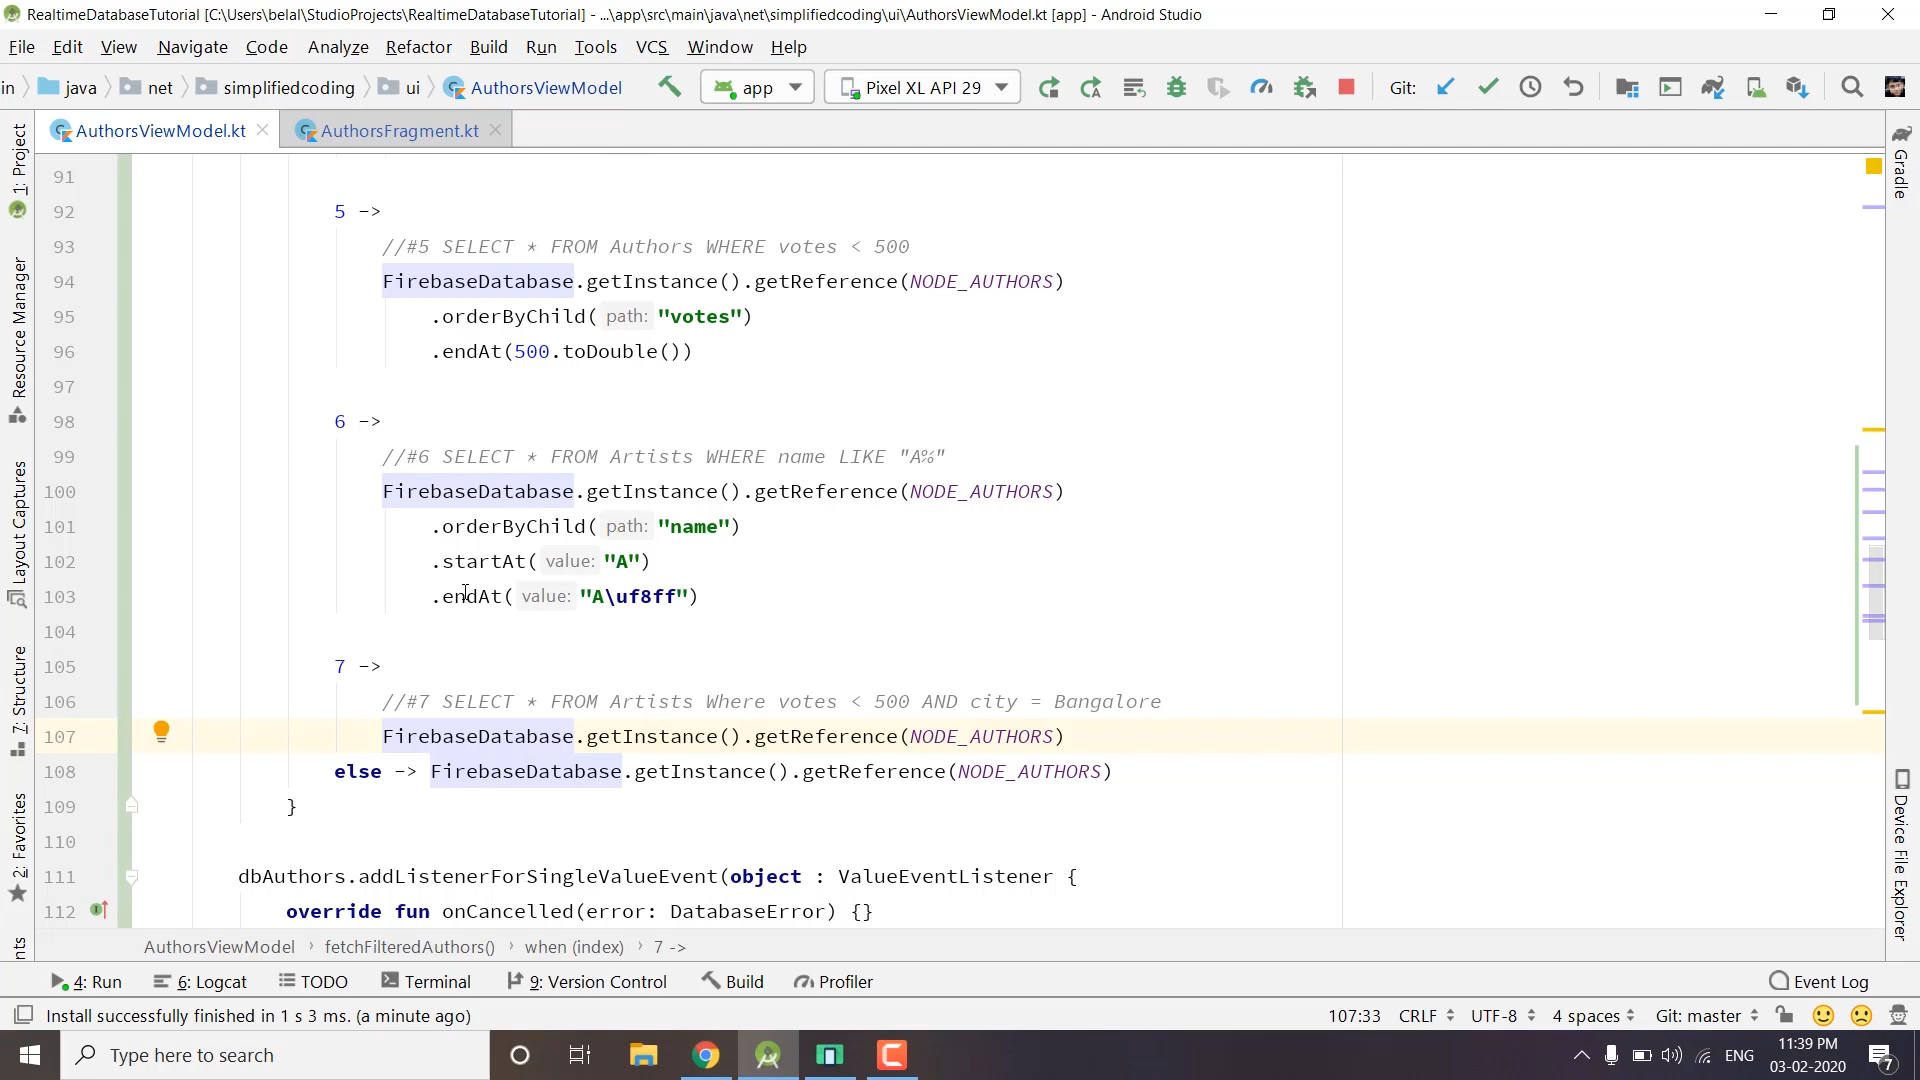 RealtimeDatabaseTutorial [C:\Users\belal\StudioProjects\RealtimeDatabaseTutorial] - ...\app\src\main\java\net\simplifiedcoding\ui\AuthorsViewModel.kt [app] - Android Studio
File Edit View Navigate Code Analyze Refactor Build Run Tools VCS Window Help
in java net simplifiedcoding ui AuthorsViewModel app Pixel XL API 29 Git:
AuthorsViewModel.kt AuthorsFragment.kt
1: Project
Resource Manager
Layout Captures
7: Structure
2: Favorites
nts
91
92 5 ->
93 //#5 SELECT * FROM Authors WHERE votes < 500
94 FirebaseDatabase.getInstance().getReference(NODE_AUTHORS)
95 .orderByChild( path: "votes")
96 .endAt(500.toDouble())
97
98 6 ->
99 //#6 SELECT * FROM Artists WHERE name LIKE "A%"
100 FirebaseDatabase.getInstance().getReference(NODE_AUTHORS)
101 .orderByChild( path: "name")
102 .startAt( value: "A")
103 .endAt( value: "A\uf8ff")
104
105 7 ->
106 //#7 SELECT * FROM Artists Where votes < 500 AND city = Bangalore
107 FirebaseDatabase.getInstance().getReference(NODE_AUTHORS)
108 else -> FirebaseDatabase.getInstance().getReference(NODE_AUTHORS)
109 }
110
111 dbAuthors.addListenerForSingleValueEvent(object : ValueEventListener {
112 override fun onCancelled(error: DatabaseError) {}
Gradle
Device File Explorer
AuthorsViewModel › fetchFilteredAuthors() › when (index) › 7 ->
4: Run 6: Logcat TODO Terminal 9: Version Control Build Profiler Event Log
Install successfully finished in 1 s 3 ms. (a minute ago) 107:33 CRLF UTF-8 4 spaces Git: master
Type here to search ENG 11:39 PM
03-02-2020 7